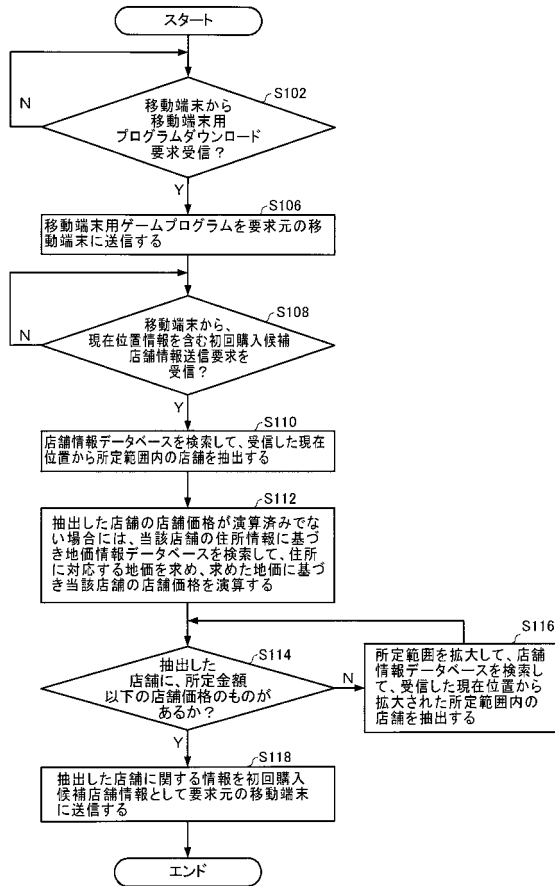 スタート
S102
移動端末から
移動端末用
プログラムダウンロード
要求受信?
N
Y
S106
移動端末用ゲームプログラムを要求元の移
動端末に送信する
S108
移動端末から、
現在位置情報を含む初回購入候補
店舗情報送信要求を
受信?
N
Y
S110
店舗情報データベースを検索して、受信した現在
位置から所定範囲内の店舗を抽出する
S112
抽出した店舗の店舗価格が演算済みでな
い場合には、当該店舗の住所情報に基づ
き地価情報データベースを検索して、住所
に対応する地価を求め、求めた地価に基づ
き当該店舗の店舗価格を演算する
S114
抽出した
店舗に、所定金額
以下の店舗価格のものが
あるか?
N
Y
S116
所定範囲を拡大して、店舗
情報データベースを検索し
て、受信した現在位置から
拡大された所定範囲内の
店舗を抽出する
S118
抽出した店舗に関する情報を初回購入
候補店舗情報として要求元の移動端末
に送信する
エンド